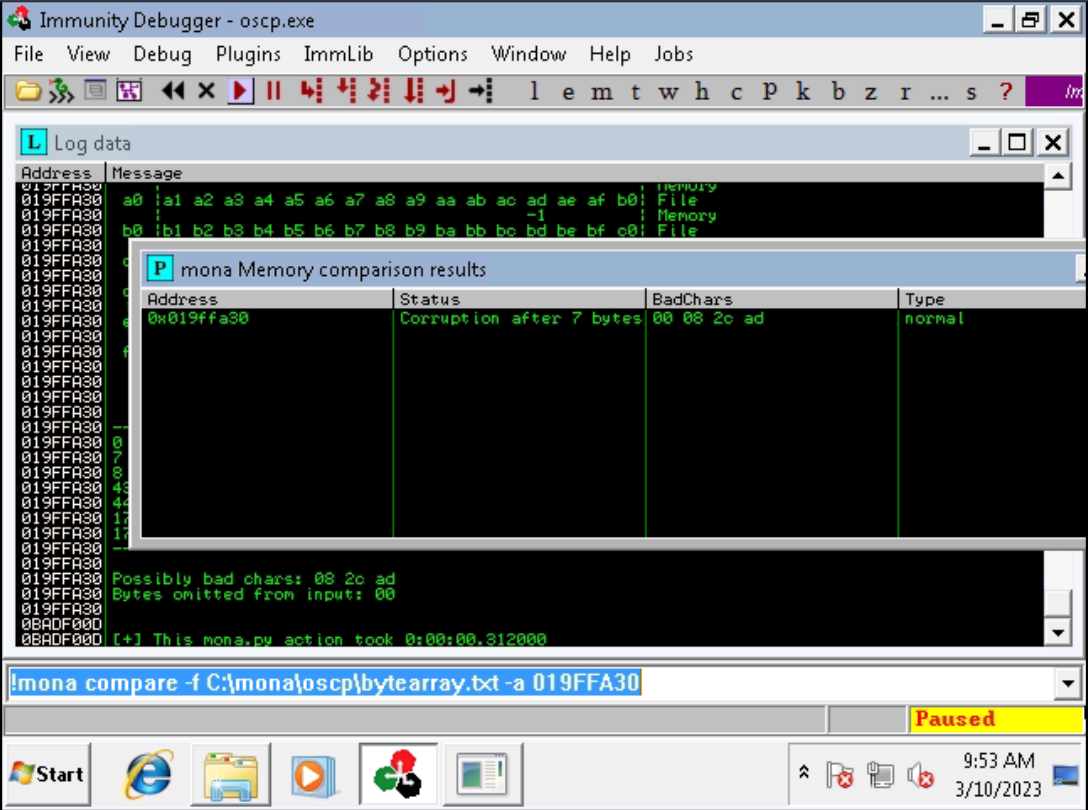 Immunity Debugger - oscp.exe
File View Debug Plugins ImmLib Options Window Help Jobs
l e m t w h c P k b z r ... s ?
L Log data
Address Message
019FFA30 Memory
019FFA30 a0 |a1 a2 a3 a4 a5 a6 a7 a8 a9 aa ab ac ad ae af b0| File
019FFA30 | -1 | Memory
019FFA30 b0 |b1 b2 b3 b4 b5 b6 b7 b8 b9 ba bb bc bd be bf c0| File
019FFA30
019FFA30
P mona Memory comparison results
Address Status BadChars Type
0x019ffa30 Corruption after 7 bytes 00 08 2c ad normal
019FFA30
019FFA30
019FFA30
019FFA30 e
019FFA30
019FFA30 f
019FFA30
019FFA30
019FFA30
019FFA30
019FFA30 --
019FFA30 0
019FFA30 7
019FFA30 8
019FFA30 43
019FFA30 44
019FFA30 17
019FFA30 17
019FFA30 --
019FFA30
019FFA30 Possibly bad chars: 08 2c ad
019FFA30 Bytes omitted from input: 00
019FFA30
0BADF00D
0BADF00D [+] This mona.py action took 0:00:00.312000
!mona compare -f C:\mona\oscp\bytearray.txt -a 019FFA30
Paused
Start
9:53 AM
3/10/2023